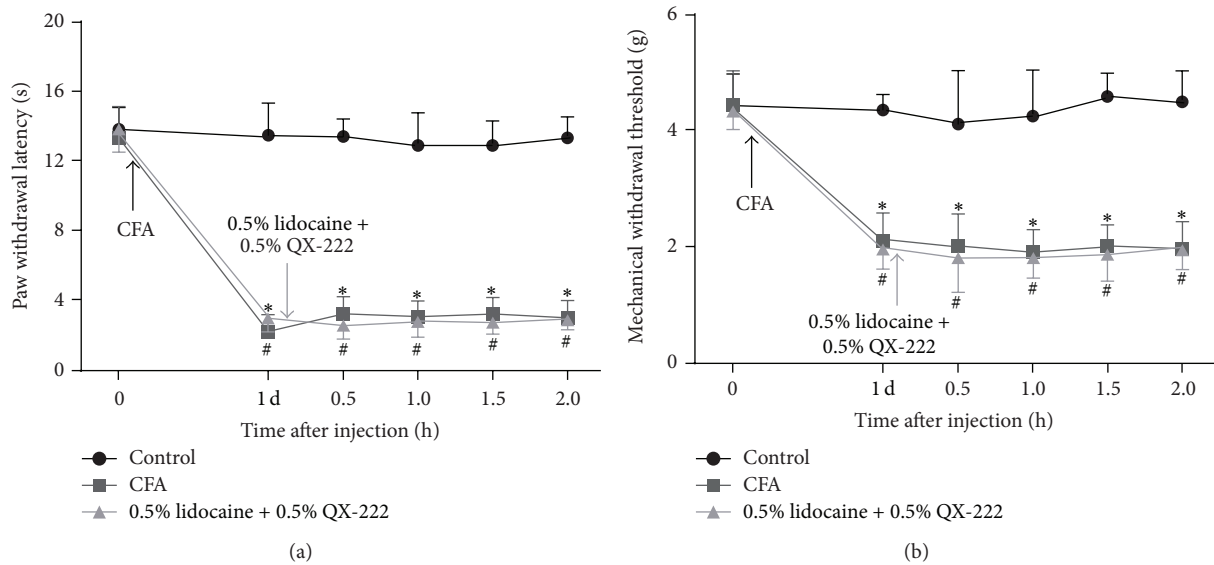 20
16
12
8
4
0
Paw withdrawal latency (s)
CFA
0.5% lidocaine +
0.5% QX-222
* * * * *
# # # # #
0 1 d 0.5 1.0 1.5 2.0
Time after injection (h)
Control
CFA
0.5% lidocaine + 0.5% QX-222
(a)
6
4
2
0
Mechanical withdrawal threshold (g)
CFA
* * * * *
# # # # #
0.5% lidocaine +
0.5% QX-222
0 1 d 0.5 1.0 1.5 2.0
Time after injection (h)
Control
CFA
0.5% lidocaine + 0.5% QX-222
(b)